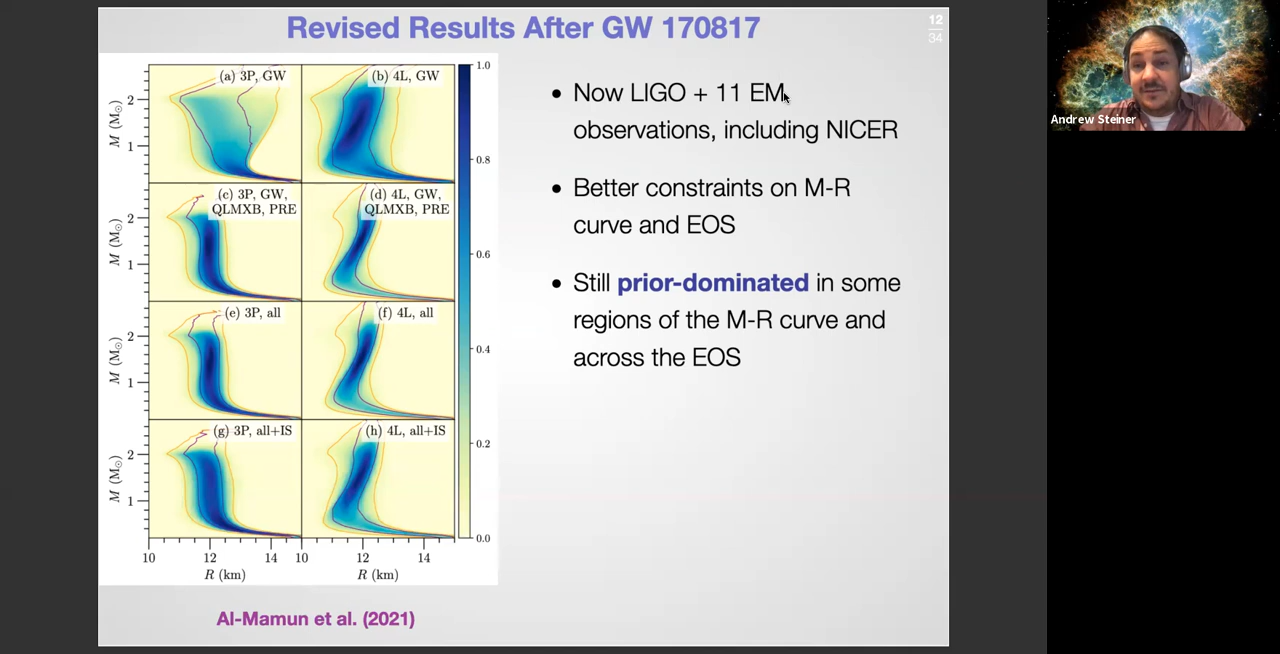 Revised Results After GW 170817
12
34
(a) 3P, GW
(b) 4L, GW
(c) 3P, GW,
QLMXB, PRE
(d) 4L, GW,
QLMXB, PRE
(e) 3P, all
(f) 4L, all
(g) 3P, all+IS
(h) 4L, all+IS
M (M⊙)
2
1
M (M⊙)
2
1
M (M⊙)
2
1
M (M⊙)
2
1
10
12
14
10
12
14
R (km)
R (km)
1.0
0.8
0.6
0.4
0.2
0.0
• Now LIGO + 11 EM
observations, including NICER
• Better constraints on M-R
curve and EOS
• Still prior-dominated in some
regions of the M-R curve and
across the EOS
Al-Mamun et al. (2021)
Andrew Steiner